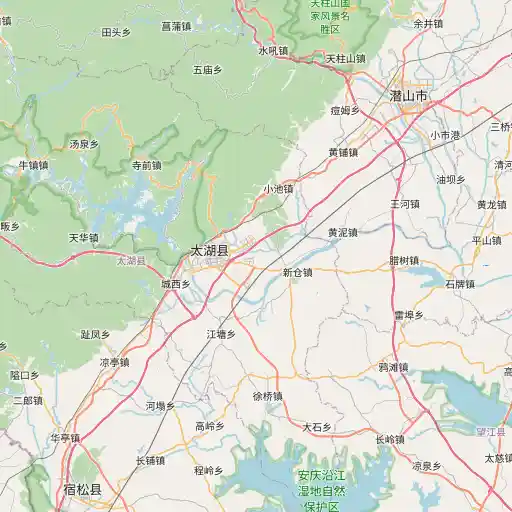 天柱山国
家风景名
胜区
余井镇
菖蒲镇
田头乡
水吼镇
天柱山镇
五庙乡
潜山市
痘姆乡
三桥
小市港
汤泉乡
黄铺镇
牛镇镇
寺前镇
清河
油坝乡
小池镇
王河镇
黄龙镇
畈乡
天华镇
黄泥镇
平山镇
太湖县
太湖县
腊树镇
新仓镇
城西乡
石牌镇
雷埠乡
趾凤乡
江塘乡
凉亭镇
鸦滩镇
隘口乡
二郎镇
徐桥镇
河塌乡
高岭乡
大石乡
望江县
华亭镇
长岭镇
长铺镇
太慈镇
程岭乡
凉泉乡
安庆沿江
湿地自然
保护区
宿松县